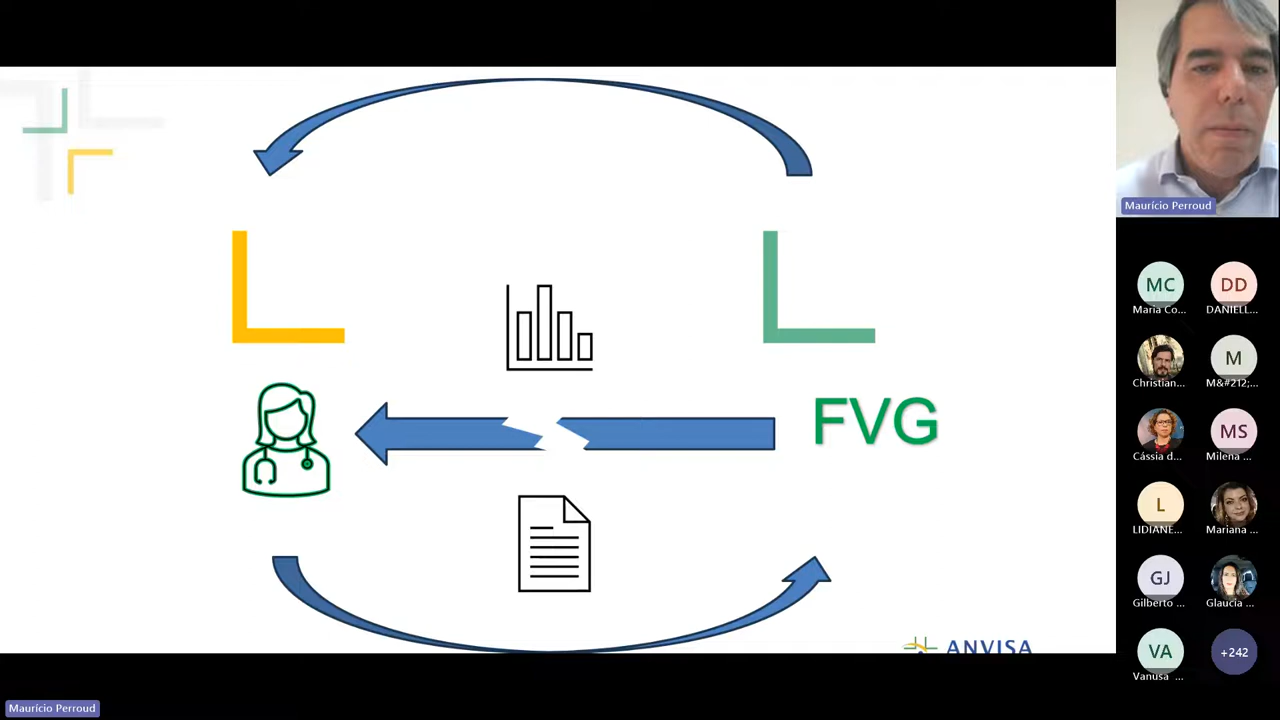 FVG
ANVISA
Maurício Perroud
MC
Maria Co...
DD
DANIELL...
Christian...
M
M&#212;...
Cássia d...
MS
Milena ...
L
LIDIANE...
Mariana ...
GJ
Gilberto ...
Glaucia ...
VA
Vanusa ...
+242
Maurício Perroud